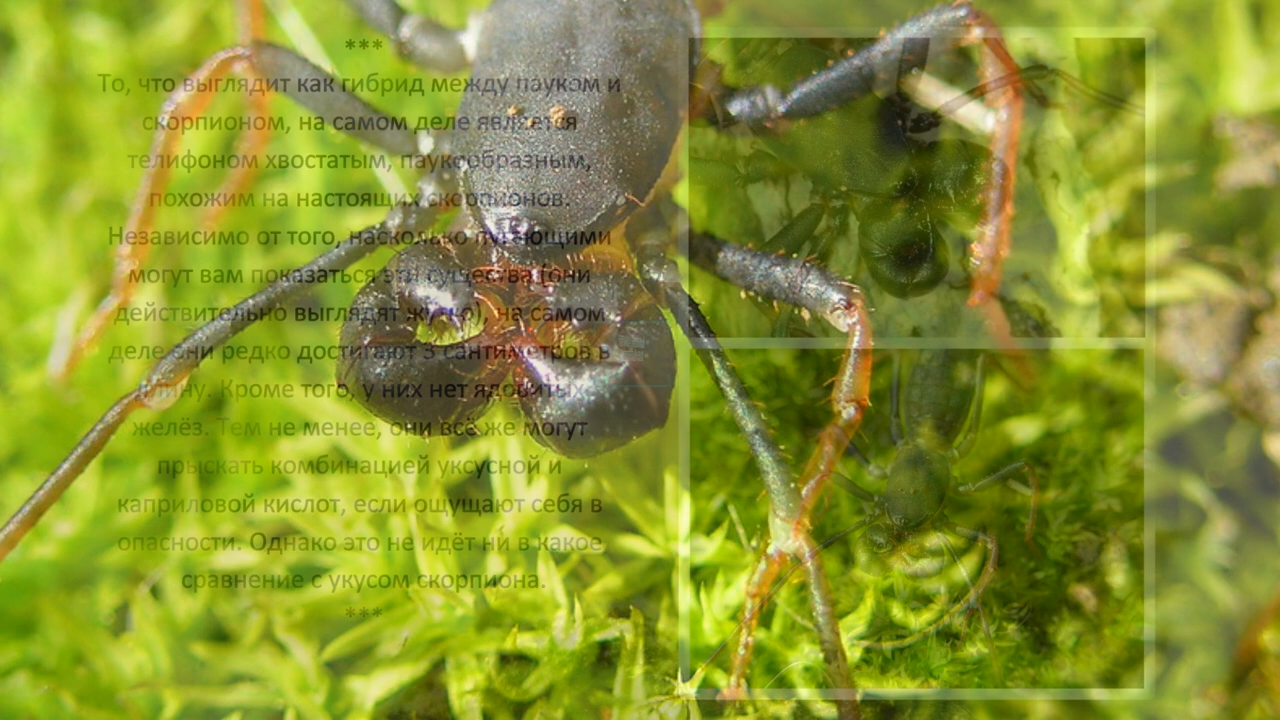 ***
То, что выглядит как гибрид между пауком и
скорпионом, на самом деле является
телифоном хвостатым, паукообразным,
похожим на настоящих скорпионов.
Независимо от того, насколько пугающими
могут вам показаться эти существа (они
действительно выглядят жутко), на самом
деле они редко достигают 3 сантиметров в
длину. Кроме того, у них нет ядовитых
желёз. Тем не менее, они всё же могут
прыскать комбинацией уксусной и
каприловой кислот, если ощущают себя в
опасности. Однако это не идёт ни в какое
сравнение с укусом скорпиона.
***